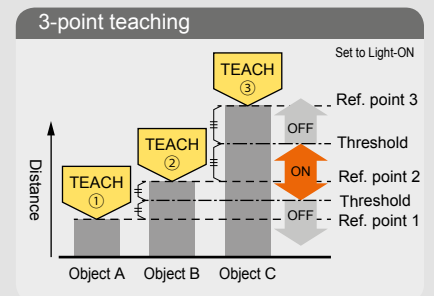 3-point teaching
Set to Light-ON
TEACH
③
Ref. point 3
OFF
TEACH
②
Threshold
ON
TEACH
①
Ref. point 2
Threshold
OFF
Ref. point 1
Distance
Object A
Object B
Object C